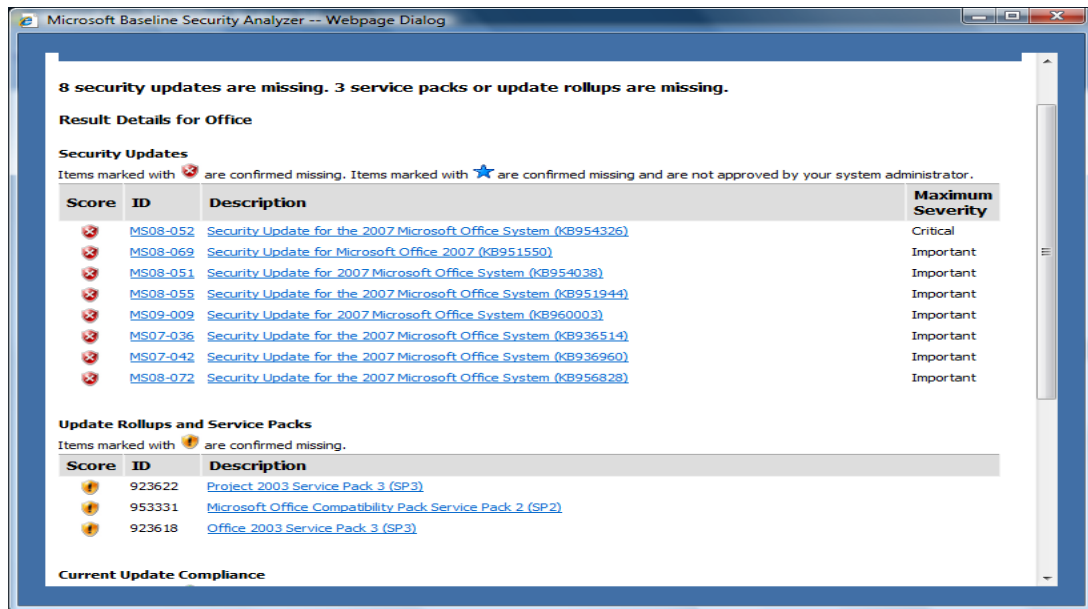 Microsoft Baseline Security Analyzer -- Webpage Dialog
8 security updates are missing. 3 service packs or update rollups are missing.
Result Details for Office
Security Updates
Items marked with are confirmed missing. Items marked with are confirmed missing and are not approved by your system administrator.
Score ID Description Maximum Severity
MS08-052 Security Update for the 2007 Microsoft Office System (KB954326) Critical
MS08-069 Security Update for Microsoft Office 2007 (KB951550) Important
MS08-051 Security Update for 2007 Microsoft Office System (KB954038) Important
MS08-055 Security Update for the 2007 Microsoft Office System (KB951944) Important
MS09-009 Security Update for 2007 Microsoft Office System (KB960003) Important
MS07-036 Security Update for the 2007 Microsoft Office System (KB936514) Important
MS07-042 Security Update for the 2007 Microsoft Office System (KB936960) Important
MS08-072 Security Update for the 2007 Microsoft Office System (KB956828) Important
Update Rollups and Service Packs
Items marked with are confirmed missing.
Score ID Description
923622 Project 2003 Service Pack 3 (SP3)
953331 Microsoft Office Compatibility Pack Service Pack 2 (SP2)
923618 Office 2003 Service Pack 3 (SP3)
Current Update Compliance